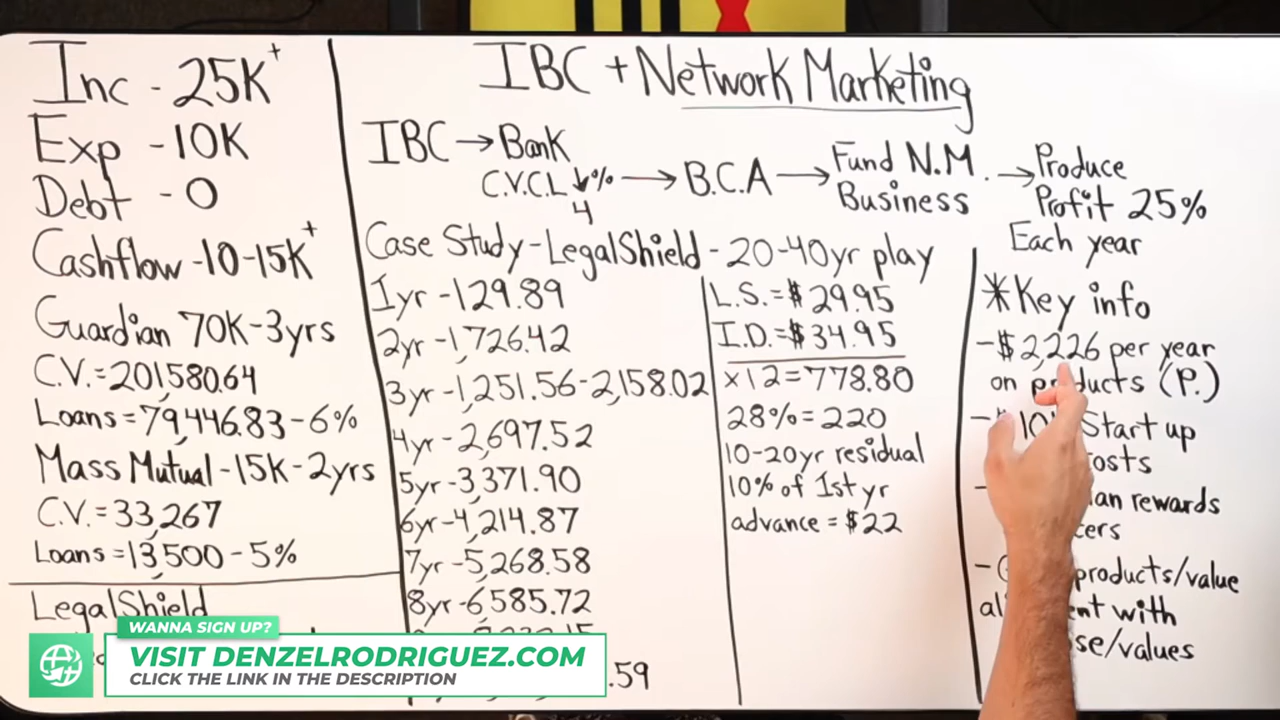 Inc - 25K+
Exp - 10K
Debt - 0
Cashflow - 10-15K+
Guardian 70K - 3yrs
C.V. = 201,580.64
Loans = 79,446.83 - 6%
Mass Mutual - 15K - 2yrs
C.V. = 33,267
Loans = 13,500 - 5%
LegalShield
IBC + Network Marketing
IBC → Bank
C.V.C.L ↓% → B.C.A → Fund N.M. → Produce
4
Business
Profit 25%
Each year
Case Study - LegalShield - 20-40yr play
1yr - 129.89
2yr - 1,726.42
3yr - 1,251.56 - 2,158.02
4yr - 2,697.52
5yr - 3,371.90
6yr - 4,214.87
7yr - 5,268.58
8yr - 6,585.72
.59
L.S. = $29.95
I.D. = $34.95
x12 = 778.80
28% = 220
10-20yr residual
10% of 1st yr
advance = $22
*Key info
- $2,226 per year
on products (P.)
Start up
rewards
products/value
with
values
WANNA SIGN UP?
VISIT DENZELRODRIGUEZ.COM
CLICK THE LINK IN THE DESCRIPTION